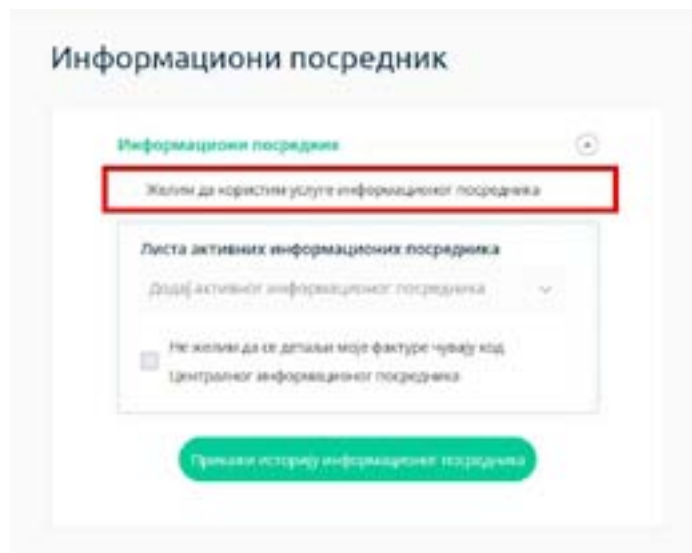 Информациони посредник
Информациони посредник
Желим да користим услуге информационог посредника
Листа активних информационих посредника
Додај активног информационог посредника
Не желим да се детаљи моје фактуре чувају код
Централног информационог посредника
Прикажи историју информационог посредника